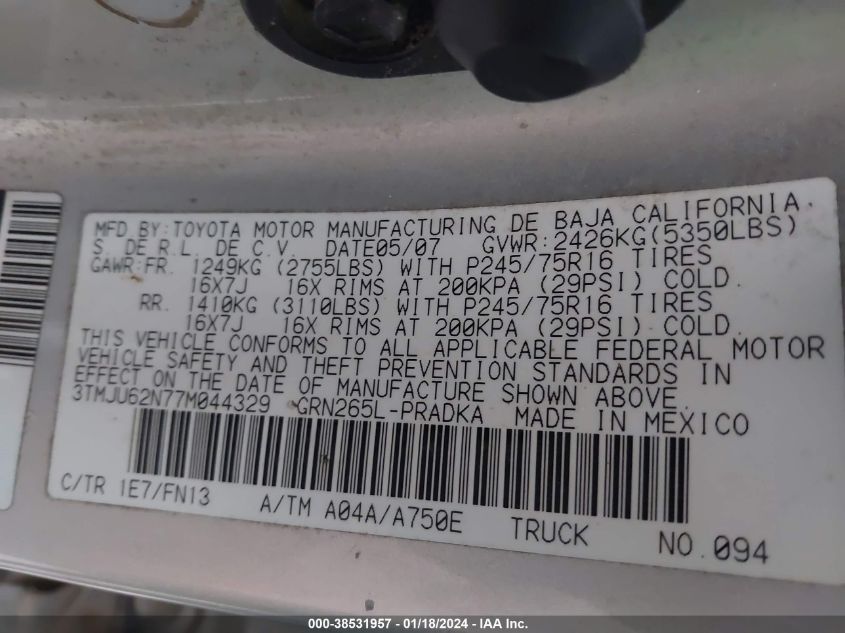 MFD BY:TOYOTA MOTOR MANUFACTURING DE BAJA CALIFORNIA.
S. DE R.L. DE C.V. DATE05/07 GVWR:2426KG(5350LBS)
GAWR:FR. 1249KG (2755LBS) WITH P245/75R16 TIRES
16X7J 16X RIMS AT 200KPA (29PSI) COLD.
RR. 1410KG (3110LBS) WITH P245/75R16 TIRES
16X7J 16X RIMS AT 200KPA (29PSI) COLD.
THIS VEHICLE CONFORMS TO ALL APPLICABLE FEDERAL MOTOR
VEHICLE SAFETY AND THEFT PREVENTION STANDARDS IN
EFFECT ON THE DATE OF MANUFACTURE SHOWN ABOVE.
3TMJU62N77M044329 GRN265L-PRADKA MADE IN MEXICO
C/TR 1E7/FN13 A/TM A04A/A750E TRUCK NO.094
000-38531957 - 01/18/2024 - IAA Inc.